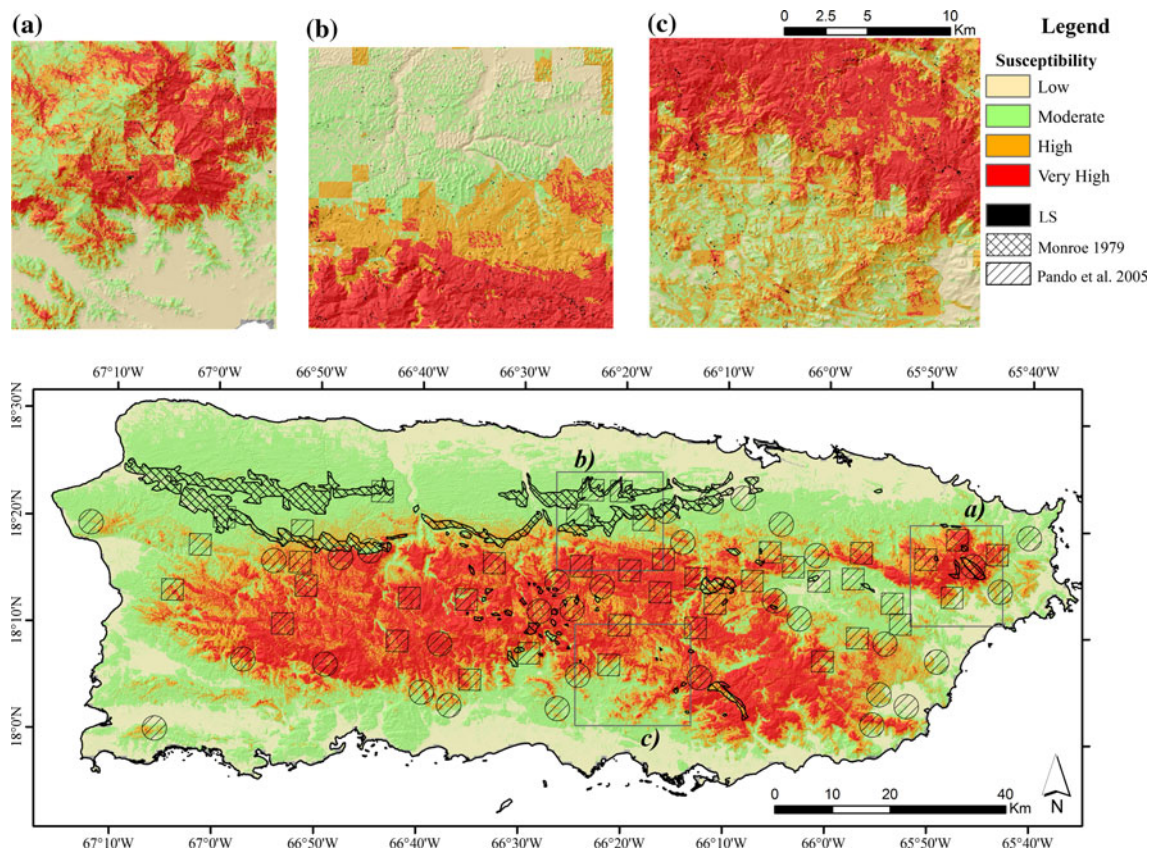 (a)
(b)
(c)
0 2.5 5 10
Km
Legend
Susceptibility
Low
Moderate
High
Very High
LS
Monroe 1979
Pando et al. 2005
67°10'W 67°0'W 66°50'W 66°40'W 66°30'W 66°20'W 66°10'W 66°0'W 65°50'W 65°40'W
18°30'N
18°20'N
18°10'N
18°0'N
b)
a)
c)
0 10 20 40
Km
N
67°10'W 67°0'W 66°50'W 66°40'W 66°30'W 66°20'W 66°10'W 66°0'W 65°50'W 65°40'W